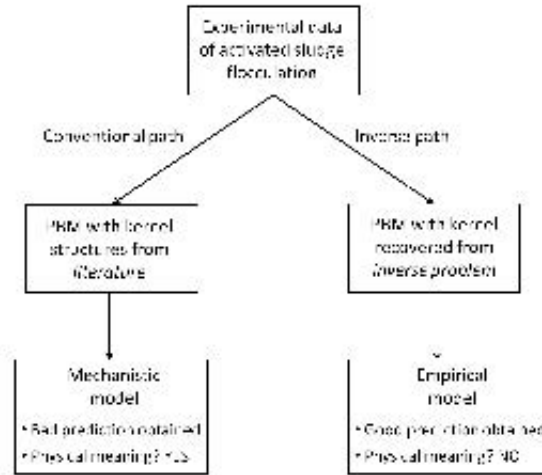 Experimental data
of activated sludge
flocculation
Conventional path
Inverse path
PBM with kernel
structures from
literature
PBM with kernel
recovered from
inverse problem
Mechanistic
model
• Bad prediction obtained
• Physical meaning? YES
Empirical
model
• Good prediction obtained
• Physical meaning? NO